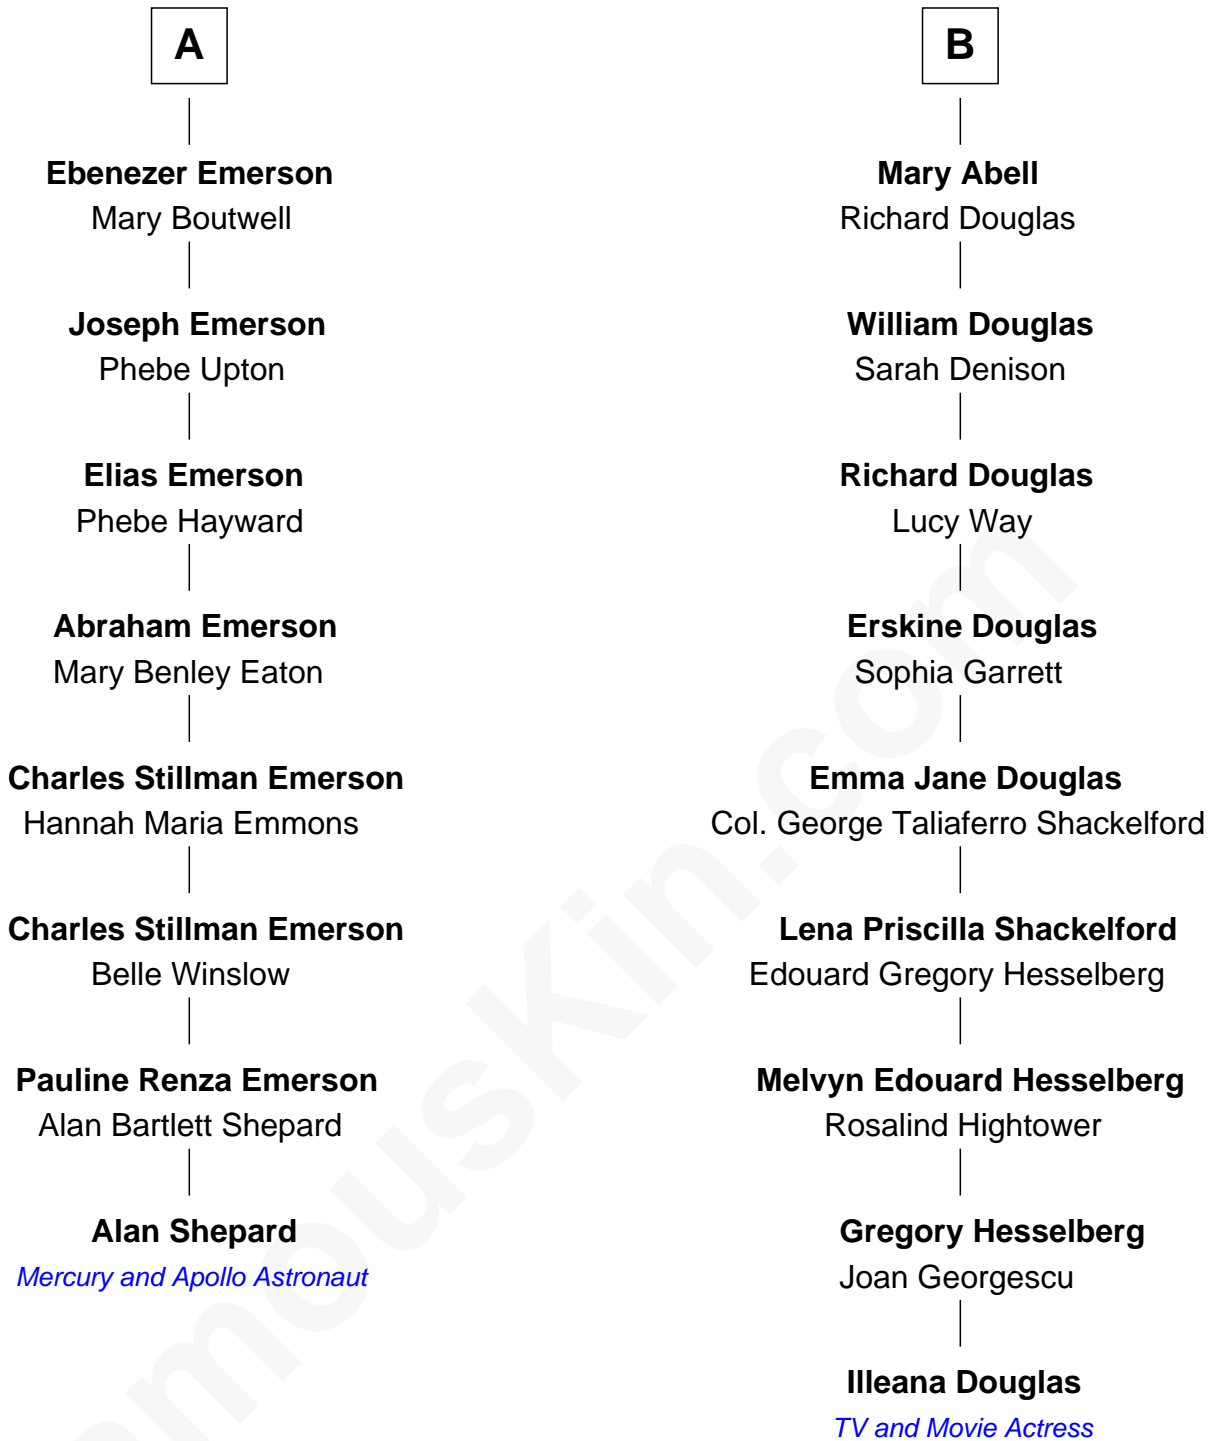 A
Ebenezer Emerson
Mary Boutwell
Joseph Emerson
Phebe Upton
Elias Emerson
Phebe Hayward
Abraham Emerson
Mary Benley Eaton
Charles Stillman Emerson
Hannah Maria Emmons
Charles Stillman Emerson
Belle Winslow
Pauline Renza Emerson
Alan Bartlett Shepard
Alan Shepard
Mercury and Apollo Astronaut
B
Mary Abell
Richard Douglas
William Douglas
Sarah Denison
Richard Douglas
Lucy Way
Erskine Douglas
Sophia Garrett
Emma Jane Douglas
Col. George Taliaferro Shackelford
Lena Priscilla Shackelford
Edouard Gregory Hesselberg
Melvyn Edouard Hesselberg
Rosalind Hightower
Gregory Hesselberg
Joan Georgescu
Illeana Douglas
TV and Movie Actress
amousKin.com